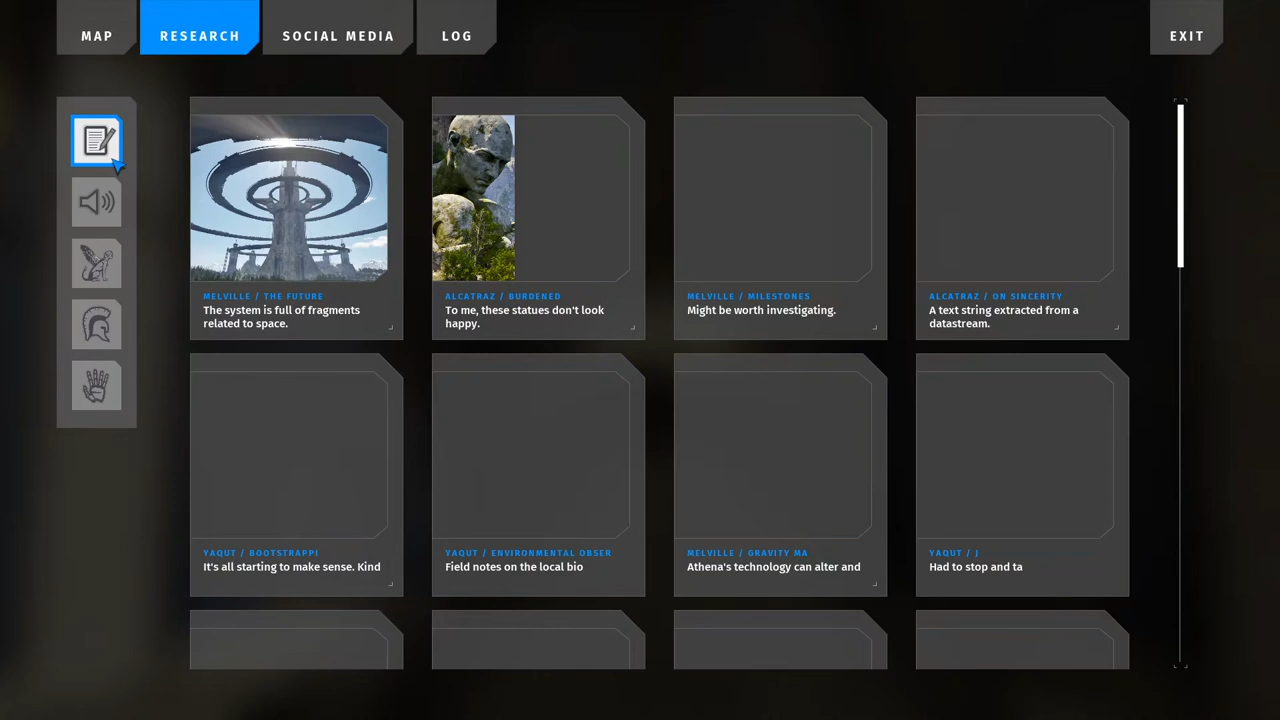 MAP
RESEARCH
SOCIAL MEDIA
LOG
EXIT
MELVILLE / THE FUTURE
The system is full of fragments
related to space.
ALCATRAZ / BURDENED
To me, these statues don't look
happy.
MELVILLE / MILESTONES
Might be worth investigating.
ALCATRAZ / ON SINCERITY
A text string extracted from a
datastream.
YAQUT / BOOTSTRAPPI
It's all starting to make sense. Kind
YAQUT / ENVIRONMENTAL OBSER
Field notes on the local bio
MELVILLE / GRAVITY MA
Athena's technology can alter and
YAQUT / J
Had to stop and ta